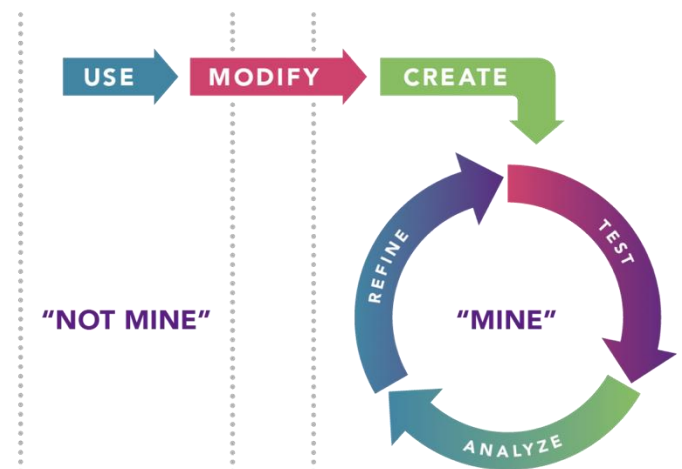 USE MODIFY CREATE
REFINE
TEST
"NOT MINE"
"MINE"
ANALYZE